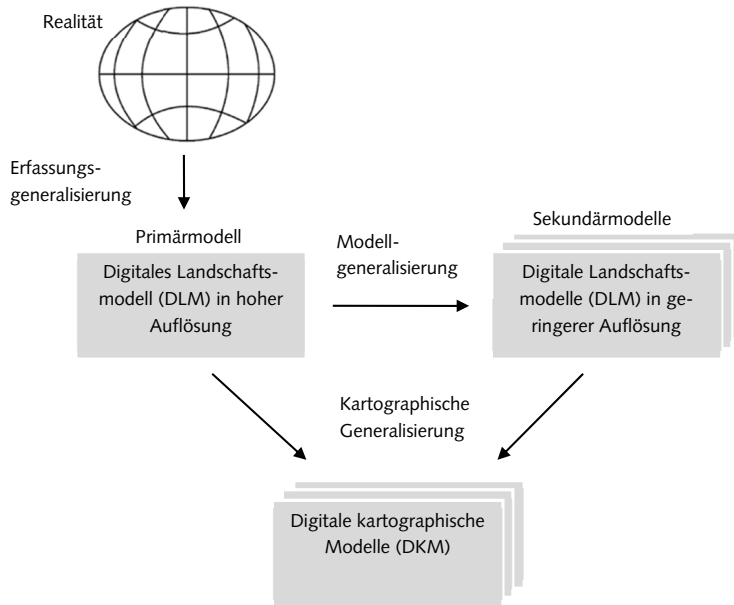 Realität
Erfassungs-
generalisierung
Primärmodell
Digitales Landschafts-
modell (DLM) in hoher
Auflösung
Modell-
generalisierung
Sekundärmodelle
Digitale Landschafts-
modelle (DLM) in ge-
ringerer Auflösung
Kartographische
Generalisierung
Digitale kartographische
Modelle (DKM)